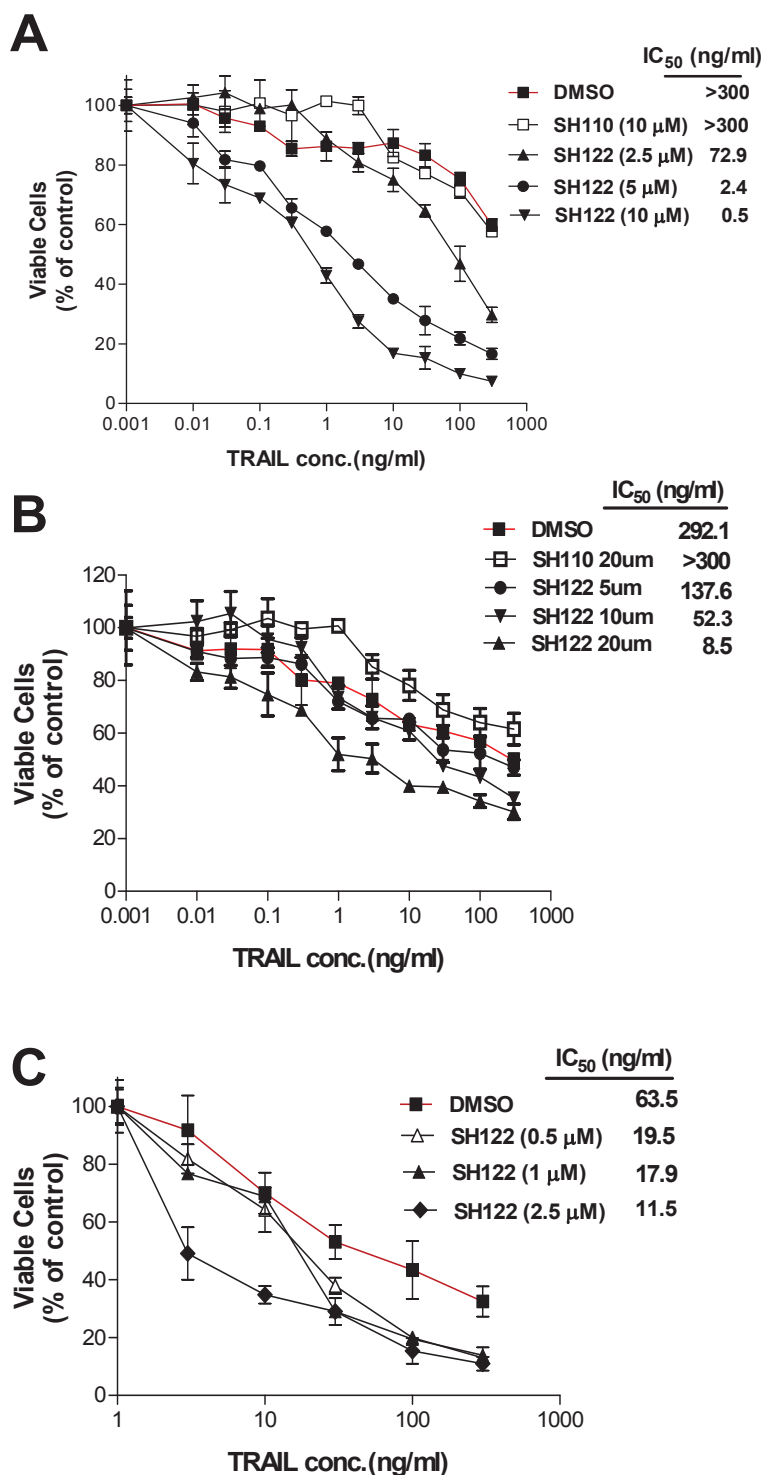 A
IC50 (ng/ml)
DMSO >300
SH110 (10 μM) >300
SH122 (2.5 μM) 72.9
SH122 (5 μM) 2.4
SH122 (10 μM) 0.5
100
80
60
40
20
0
Viable Cells
(% of control)
0.001 0.01 0.1 1 10 100 1000
TRAIL conc.(ng/ml)
B
IC50 (ng/ml)
DMSO 292.1
SH110 20um >300
SH122 5um 137.6
SH122 10um 52.3
SH122 20um 8.5
120
100
80
60
40
20
0
Viable Cells
(% of control)
0.001 0.01 0.1 1 10 100 1000
TRAIL conc.(ng/ml)
C
IC50 (ng/ml)
DMSO 63.5
SH122 (0.5 μM) 19.5
SH122 (1 μM) 17.9
SH122 (2.5 μM) 11.5
100
80
60
40
20
0
Viable Cells
(% of control)
1 10 100 1000
TRAIL conc.(ng/ml)